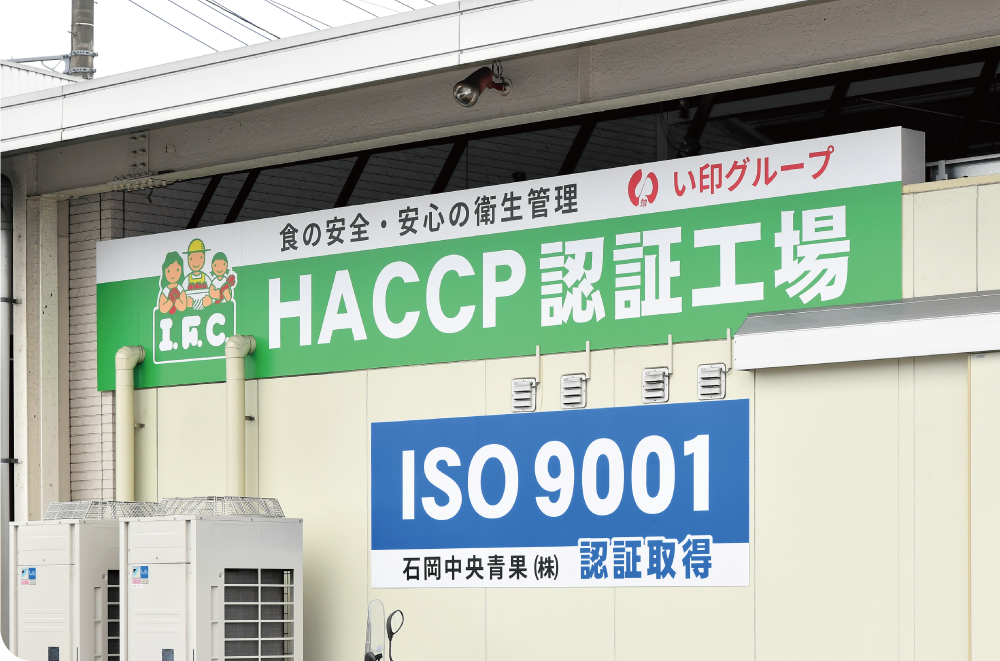 食の安全・安心の衛生管理
い印グループ
I.F.C.
HACCP認証工場
ISO 9001
石岡中央青果㈱ 認証取得